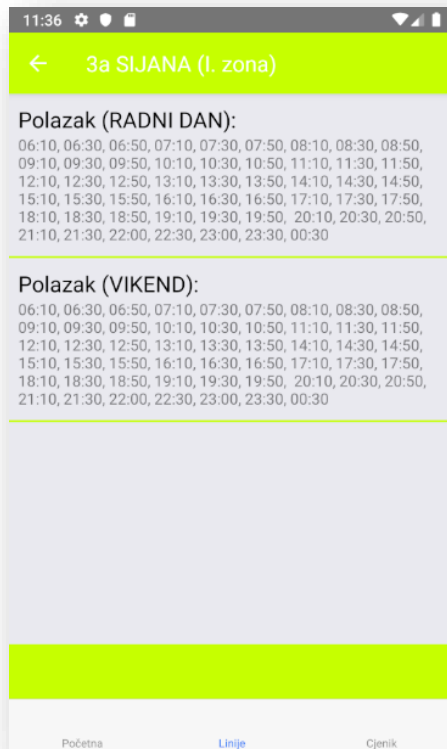 11:36
3a SIJANA (I. zona)
Polazak (RADNI DAN):
06:10, 06:30, 06:50, 07:10, 07:30, 07:50, 08:10, 08:30, 08:50,
09:10, 09:30, 09:50, 10:10, 10:30, 10:50, 11:10, 11:30, 11:50,
12:10, 12:30, 12:50, 13:10, 13:30, 13:50, 14:10, 14:30, 14:50,
15:10, 15:30, 15:50, 16:10, 16:30, 16:50, 17:10, 17:30, 17:50,
18:10, 18:30, 18:50, 19:10, 19:30, 19:50,  20:10, 20:30, 20:50,
21:10, 21:30, 22:00, 22:30, 23:00, 23:30, 00:30
Polazak (VIKEND):
06:10, 06:30, 06:50, 07:10, 07:30, 07:50, 08:10, 08:30, 08:50,
09:10, 09:30, 09:50, 10:10, 10:30, 10:50, 11:10, 11:30, 11:50,
12:10, 12:30, 12:50, 13:10, 13:30, 13:50, 14:10, 14:30, 14:50,
15:10, 15:30, 15:50, 16:10, 16:30, 16:50, 17:10, 17:30, 17:50,
18:10, 18:30, 18:50, 19:10, 19:30, 19:50,  20:10, 20:30, 20:50,
21:10, 21:30, 22:00, 22:30, 23:00, 23:30, 00:30
Početna Linije Cjenik